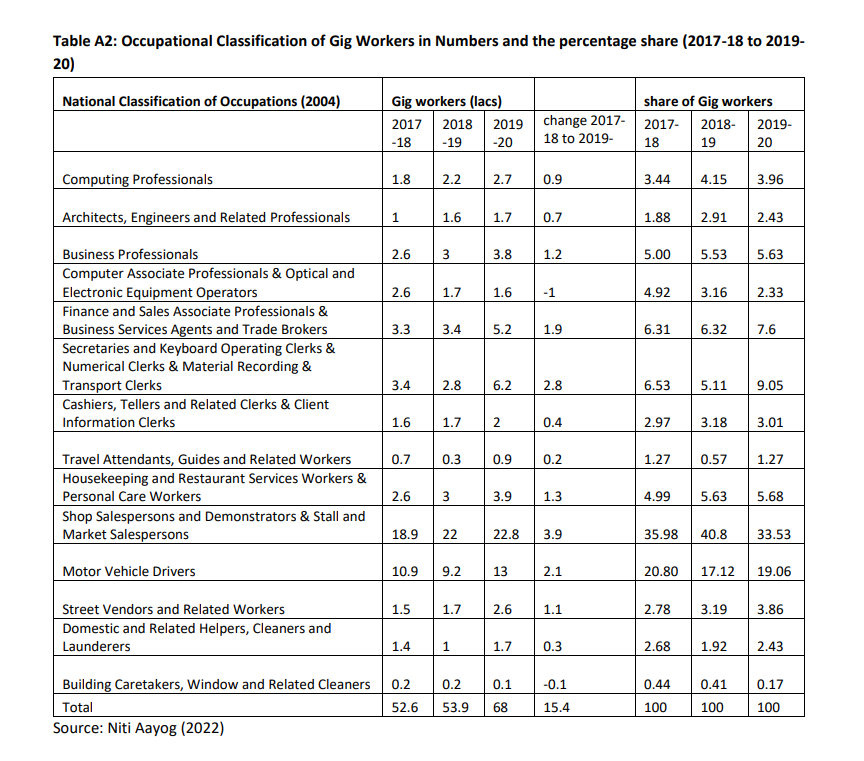 Table A2: Occupational Classification of Gig Workers in Numbers and the percentage share (2017-18 to 2019-
20)
National Classification of Occupations (2004) Gig workers (lacs) share of Gig workers
2017 2018 2019 change 2017- 2017- 2018- 2019-
-18 -19 -20 18 to 2019- 18 19 20
Computing Professionals 1.8 2.2 2.7 0.9 3.44 4.15 3.96
Architects, Engineers and Related Professionals 1 1.6 1.7 0.7 1.88 2.91 2.43
Business Professionals 2.6 3 3.8 1.2 5.00 5.53 5.63
Computer Associate Professionals & Optical and
Electronic Equipment Operators 2.6 1.7 1.6 -1 4.92 3.16 2.33
Finance and Sales Associate Professionals &
Business Services Agents and Trade Brokers 3.3 3.4 5.2 1.9 6.31 6.32 7.6
Secretaries and Keyboard Operating Clerks &
Numerical Clerks & Material Recording &
Transport Clerks 3.4 2.8 6.2 2.8 6.53 5.11 9.05
Cashiers, Tellers and Related Clerks & Client
Information Clerks 1.6 1.7 2 0.4 2.97 3.18 3.01
Travel Attendants, Guides and Related Workers 0.7 0.3 0.9 0.2 1.27 0.57 1.27
Housekeeping and Restaurant Services Workers &
Personal Care Workers 2.6 3 3.9 1.3 4.99 5.63 5.68
Shop Salespersons and Demonstrators & Stall and
Market Salespersons 18.9 22 22.8 3.9 35.98 40.8 33.53
Motor Vehicle Drivers 10.9 9.2 13 2.1 20.80 17.12 19.06
Street Vendors and Related Workers 1.5 1.7 2.6 1.1 2.78 3.19 3.86
Domestic and Related Helpers, Cleaners and
Launderers 1.4 1 1.7 0.3 2.68 1.92 2.43
Building Caretakers, Window and Related Cleaners 0.2 0.2 0.1 -0.1 0.44 0.41 0.17
Total 52.6 53.9 68 15.4 100 100 100
Source: Niti Aayog (2022)